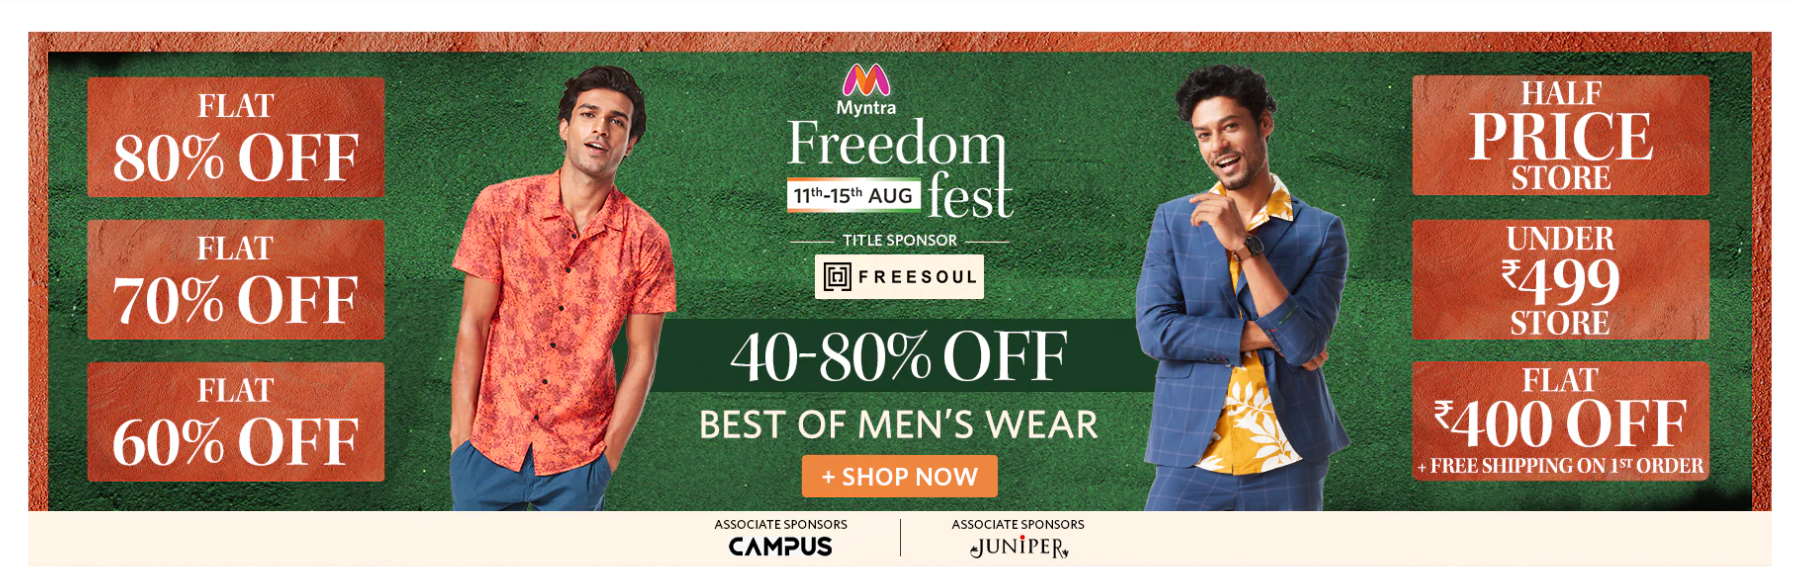 FLAT
80% OFF
FLAT
70% OFF
FLAT
60% OFF
Myntra
Freedom
fest
11th-15th AUG
TITLE SPONSOR
FREESOUL
40-80% OFF
BEST OF MEN'S WEAR
+ SHOP NOW
HALF
PRICE
STORE
UNDER
₹499
STORE
FLAT
₹400 OFF
+ FREE SHIPPING ON 1ST ORDER
ASSOCIATE SPONSORS
CAMPUS
ASSOCIATE SPONSORS
JUNIPER